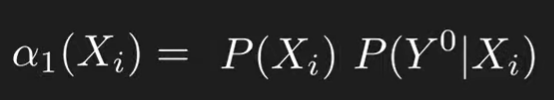 α₁(Xᵢ) = P(Xᵢ) P(Y⁰|Xᵢ)